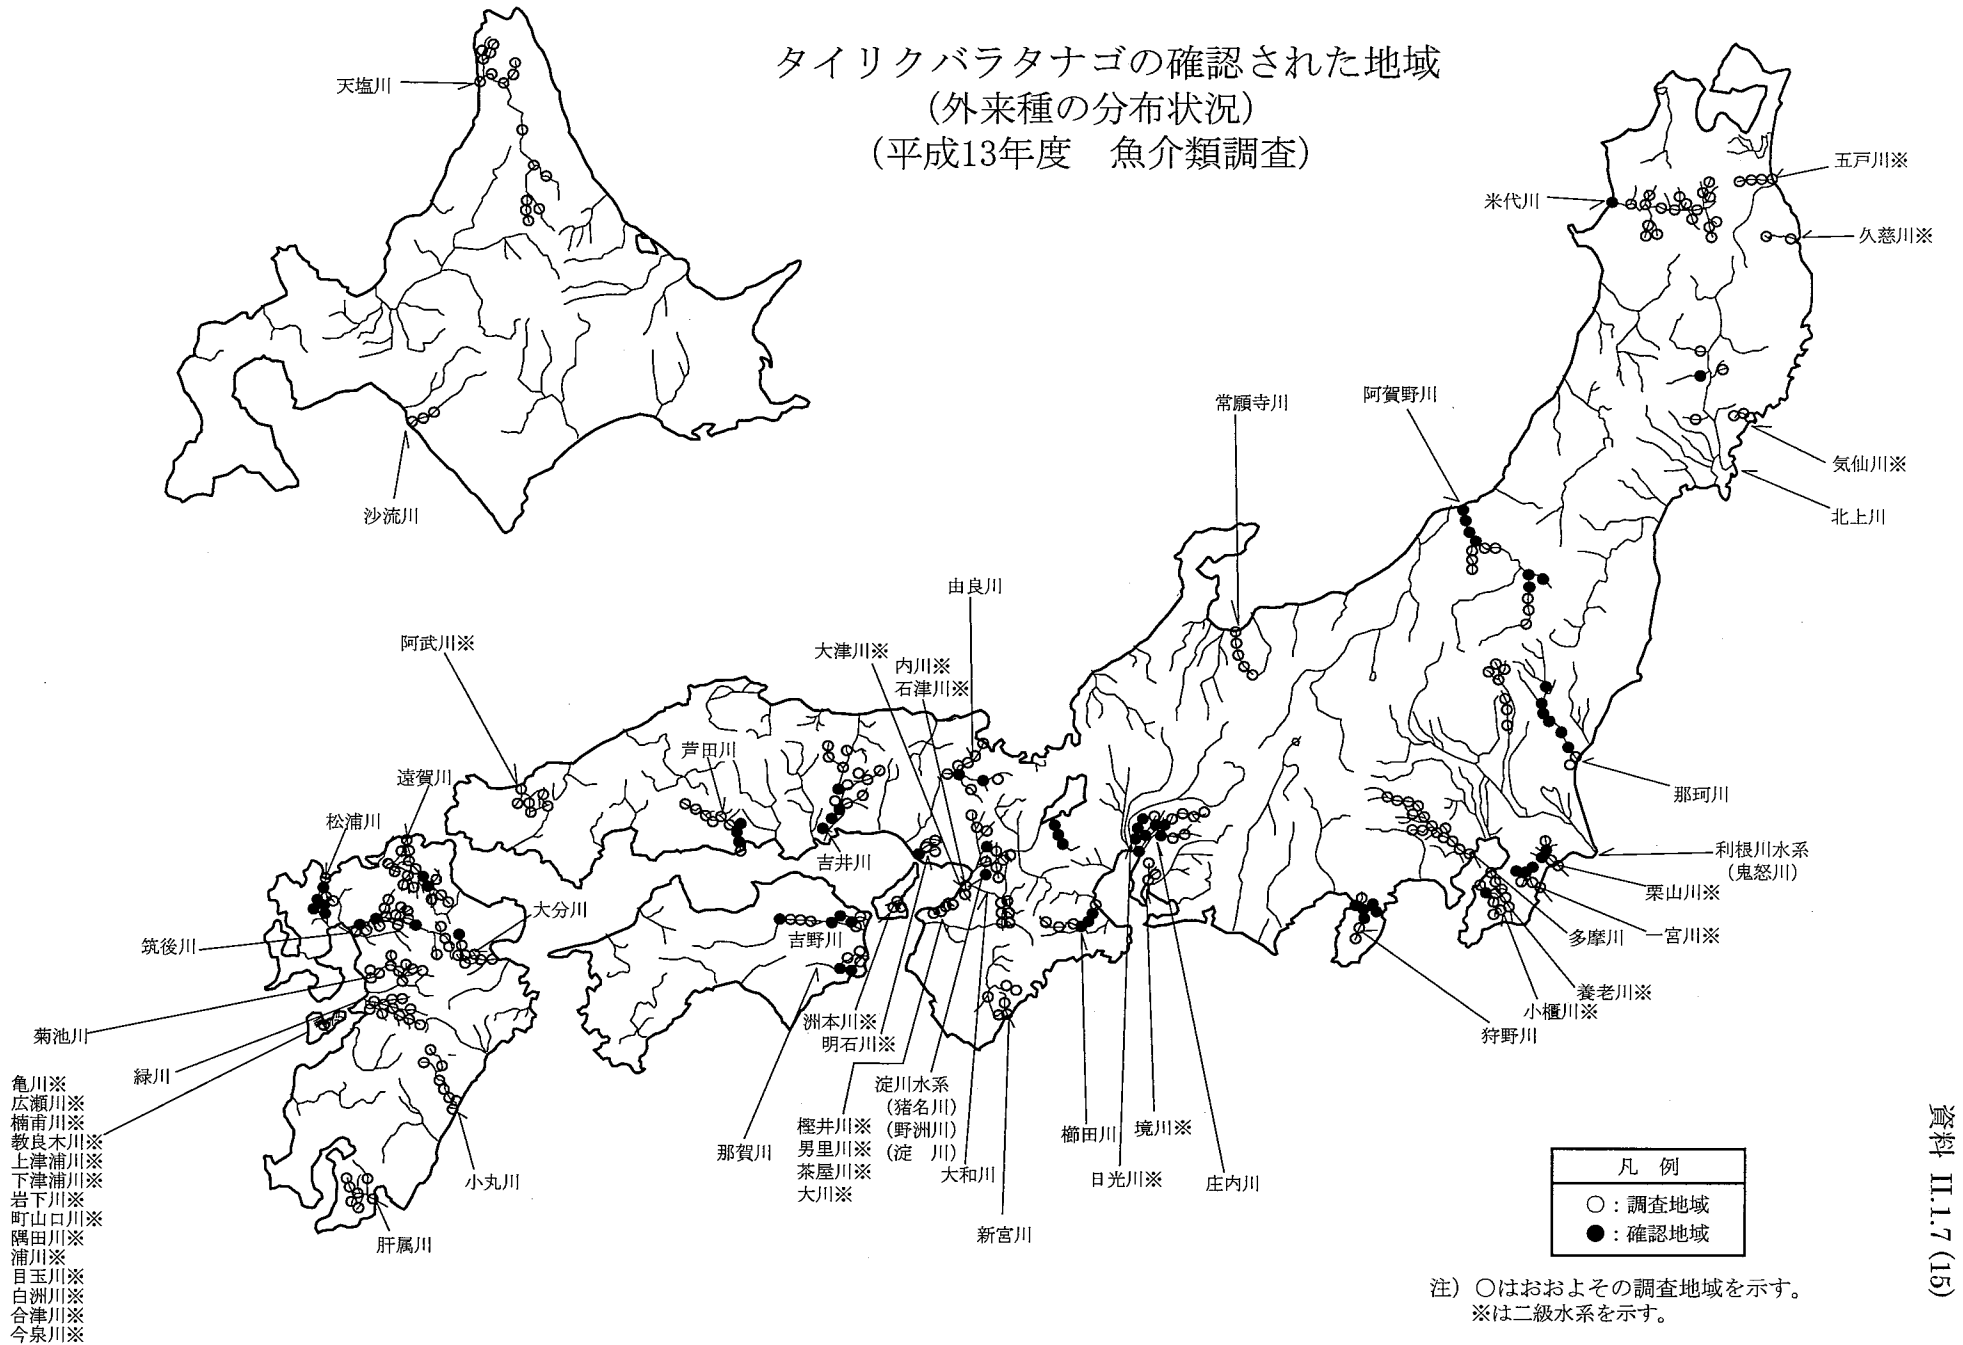 タイリクバラタナゴの確認された地域
（外来種の分布状況）
（平成13年度　魚介類調査）
天塩川
沙流川
五戸川※
米代川
久慈川※
気仙川※
北上川
阿賀野川
常願寺川
由良川
大津川※
内川※
石津川※
阿武川※
芦田川
遠賀川
松浦川
吉井川
大分川
筑後川
吉野川
菊池川
緑川
亀川※
広瀬川※
楠甫川※
教良木川※
上津浦川※
下津浦川※
岩下川※
町山口川※
隅田川※
浦川※
目玉川※
白洲川※
合津川※
今泉川※
小丸川
肝属川
那賀川
洲本川※
明石川※
樫井川※
男里川※
茶屋川※
大川※
淀川水系
（猪名川）
（野洲川）
（淀　川）
大和川
新宮川
櫛田川
日光川※
境川※
庄内川
那珂川
利根川水系
（鬼怒川）
栗山川※
一宮川※
多摩川
養老川※
小櫃川※
狩野川
凡　例
○：調査地域
●：確認地域
注）○はおおよその調査地域を示す。
※は二級水系を示す。
資料 II.1.7 (15)